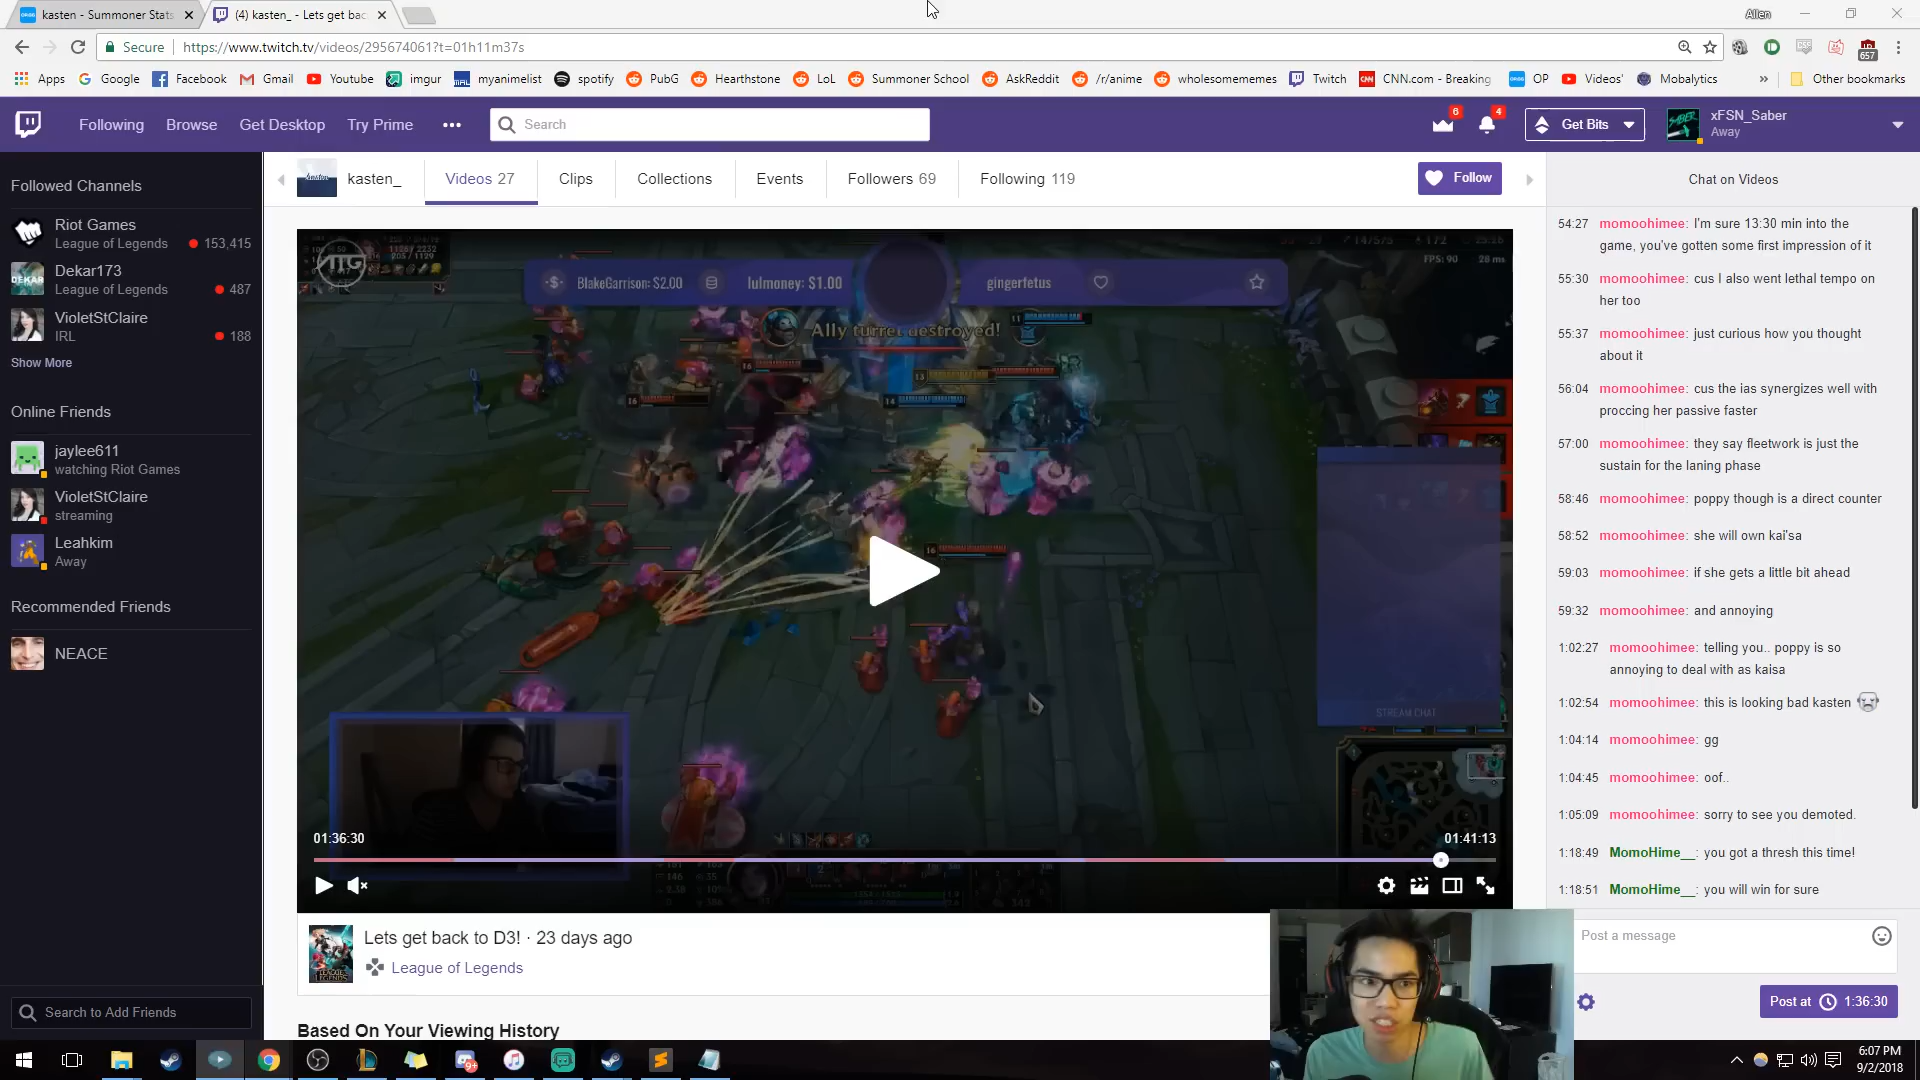 kasten - Summoner Stats
(4) kasten_ - Lets get bac
Allen
Secure
https://www.twitch.tv/videos/295674061?t=01h11m37s
657
Apps
Google
Facebook
Gmail
Youtube
imgur
myanimelist
spotify
PubG
Hearthstone
LoL
Summoner School
AskReddit
/r/anime
wholesomememes
Twitch
CNN.com - Breaking
OP
Videos'
Mobalytics
»
Other bookmarks
Following
Browse
Get Desktop
Try Prime
Search
6
4
Get Bits
xFSN_Saber
Away
Followed Channels
Riot Games
League of Legends
153,415
Dekar173
League of Legends
487
VioletStClaire
IRL
188
Show More
Online Friends
jaylee611
watching Riot Games
VioletStClaire
streaming
Leahkim
Away
Recommended Friends
NEACE
Search to Add Friends
kasten_
Videos 27
Clips
Collections
Events
Followers 69
Following 119
Follow
BlakeGarrison: $2.00
lulmoney: $1.00
gingerfetus
FPS: 90
28 ms
Ally turret destroyed!
STREAM CHAT
01:36:30
01:41:13
Lets get back to D3! · 23 days ago
League of Legends
Based On Your Viewing History
Chat on Videos
54:27 momoohimee: I'm sure 13:30 min into the
game, you've gotten some first impression of it
55:30 momoohimee: cus I also went lethal tempo on
her too
55:37 momoohimee: just curious how you thought
about it
56:04 momoohimee: cus the ias synergizes well with
proccing her passive faster
57:00 momoohimee: they say fleetwork is just the
sustain for the laning phase
58:46 momoohimee: poppy though is a direct counter
58:52 momoohimee: she will own kai'sa
59:03 momoohimee: if she gets a little bit ahead
59:32 momoohimee: and annoying
1:02:27 momoohimee: telling you.. poppy is so
annoying to deal with as kaisa
1:02:54 momoohimee: this is looking bad kasten
1:04:14 momoohimee: gg
1:04:45 momoohimee: oof..
1:05:09 momoohimee: sorry to see you demoted.
1:18:49 MomoHime__: you got a thresh this time!
1:18:51 MomoHime__: you will win for sure
Post a message
Post at 1:36:30
9+
6:07 PM
9/2/2018